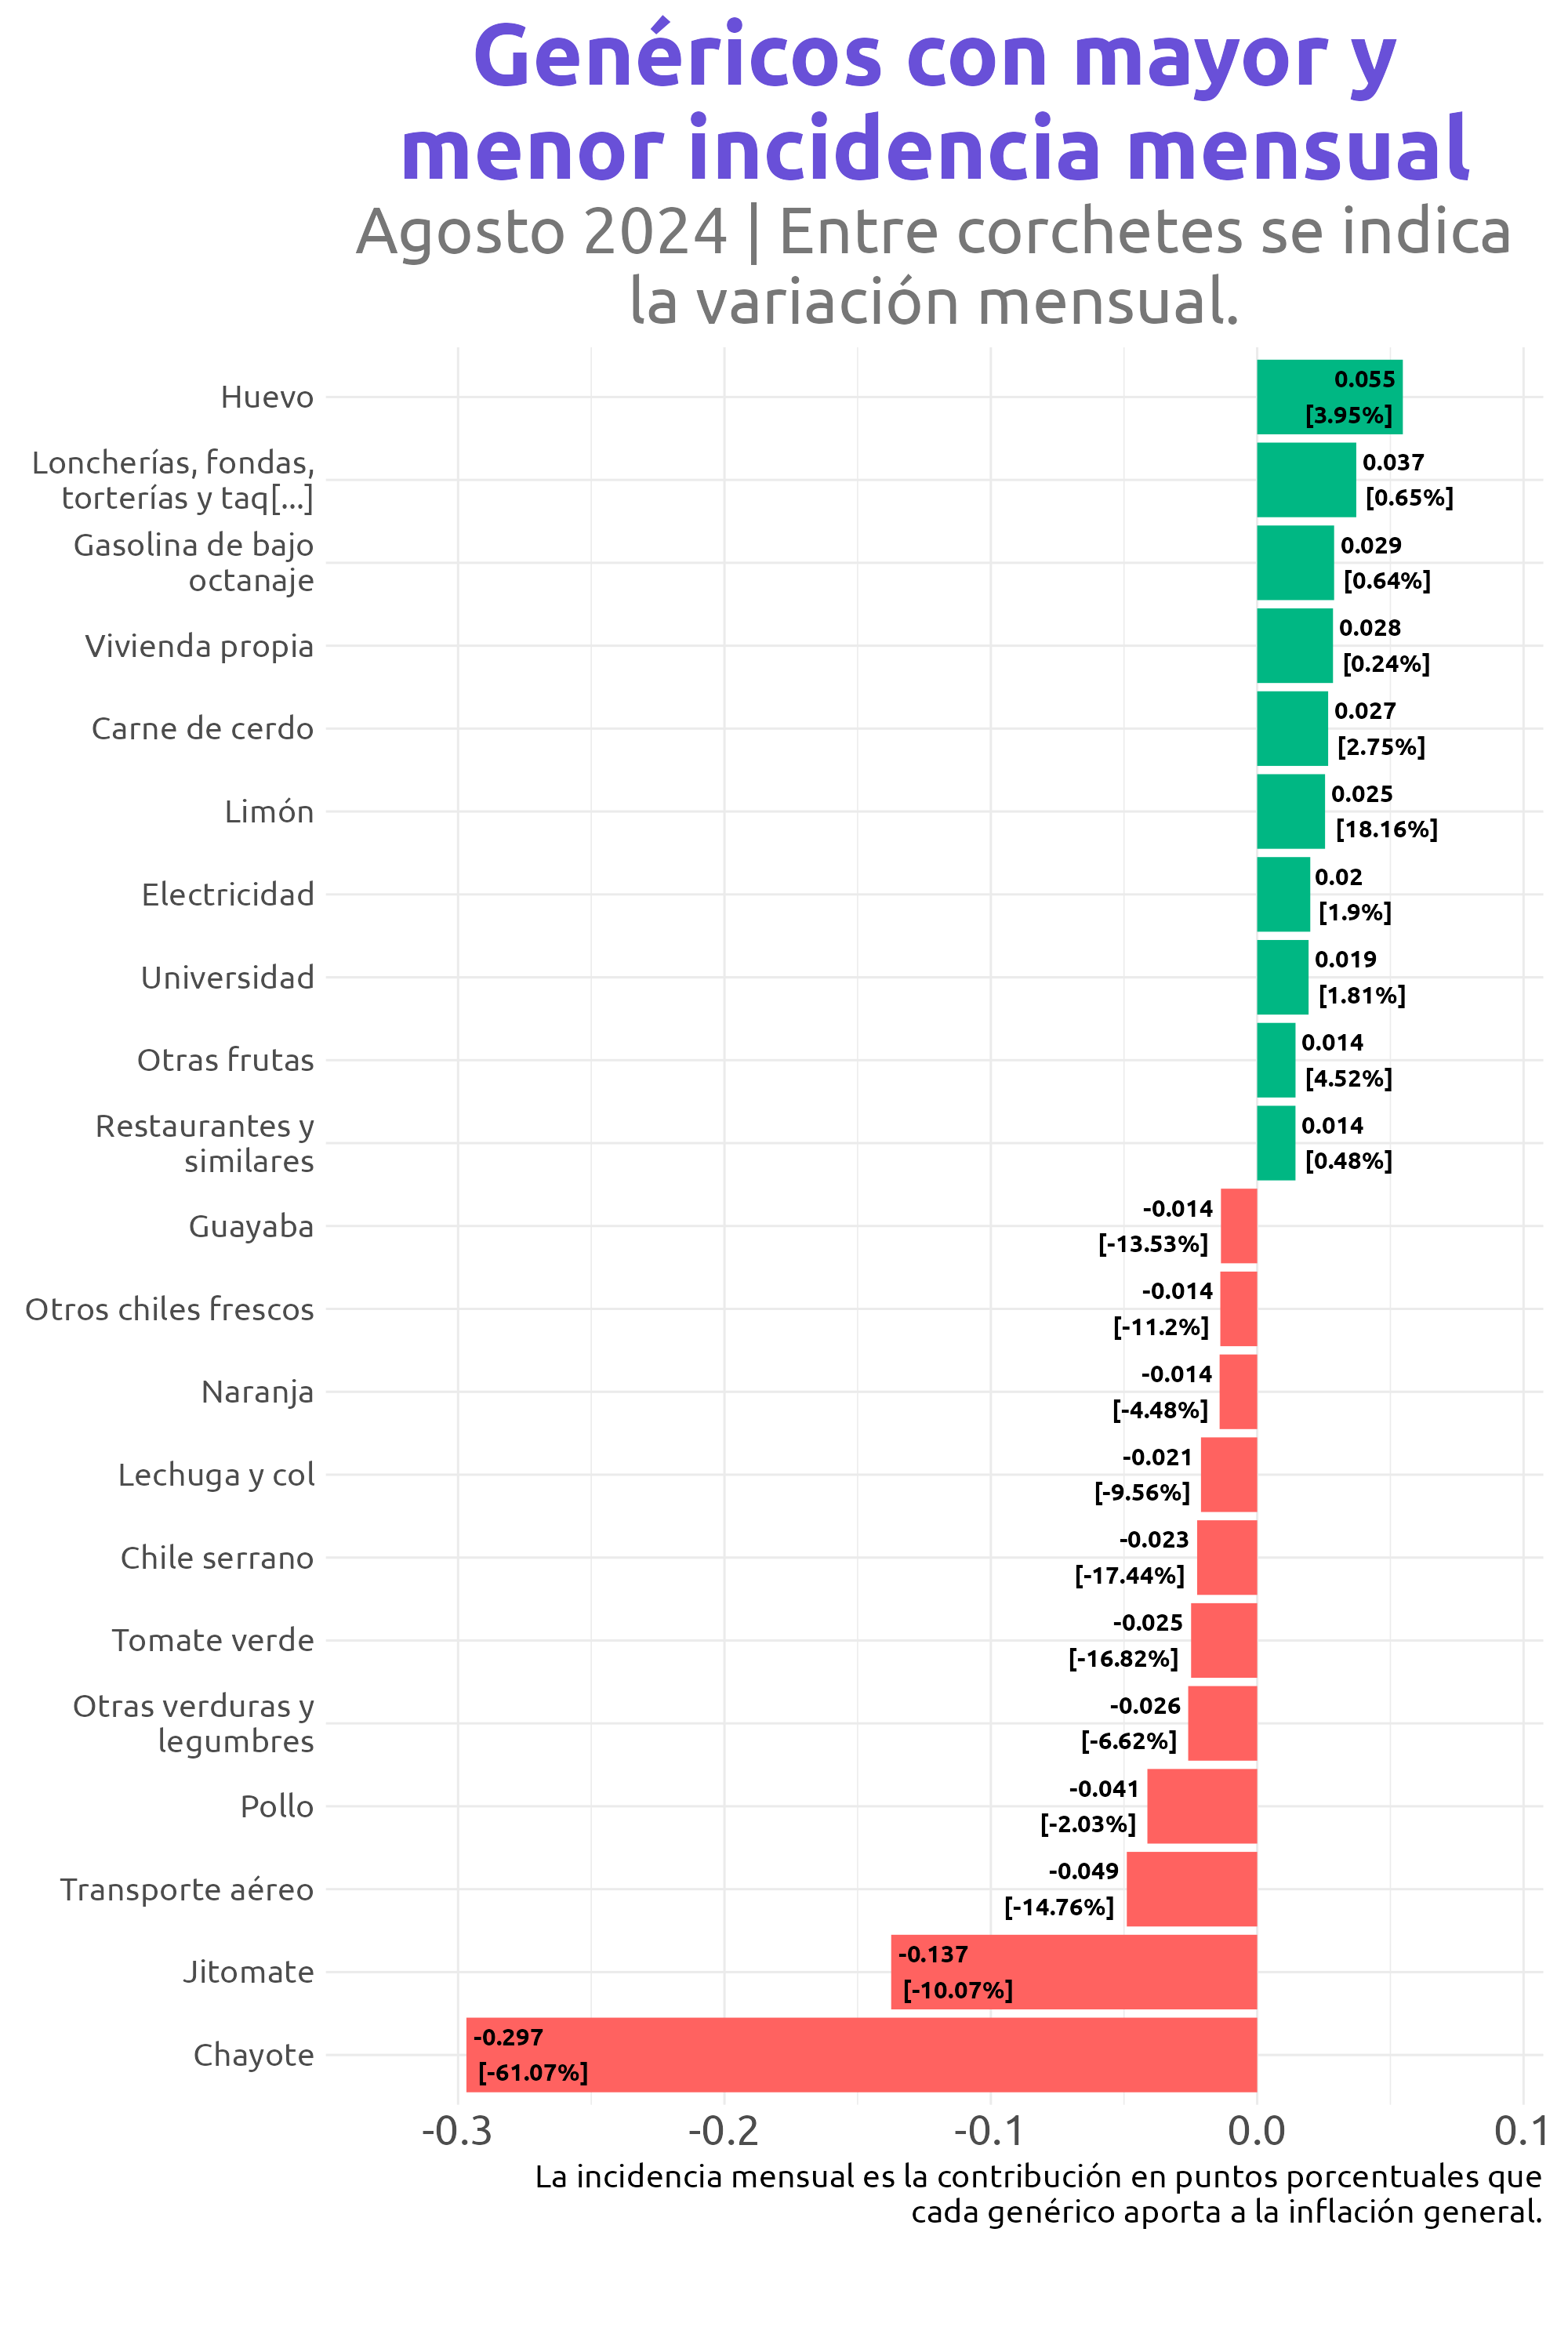 Genéricos con mayor y
menor incidencia mensual
Agosto 2024 | Entre corchetes se indica
la variación mensual.
Huevo
0.055
[3.95%]
Loncherías, fondas,
torterías y taq[...]
0.037
[0.65%]
Gasolina de bajo
octanaje
0.029
[0.64%]
Vivienda propia
0.028
[0.24%]
Carne de cerdo
0.027
[2.75%]
Limón
0.025
[18.16%]
Electricidad
0.02
[1.9%]
Universidad
0.019
[1.81%]
Otras frutas
0.014
[4.52%]
Restaurantes y
similares
0.014
[0.48%]
Guayaba
-0.014
[-13.53%]
Otros chiles frescos
-0.014
[-11.2%]
Naranja
-0.014
[-4.48%]
Lechuga y col
-0.021
[-9.56%]
Chile serrano
-0.023
[-17.44%]
Tomate verde
-0.025
[-16.82%]
Otras verduras y
legumbres
-0.026
[-6.62%]
Pollo
-0.041
[-2.03%]
Transporte aéreo
-0.049
[-14.76%]
Jitomate
-0.137
[-10.07%]
Chayote
-0.297
[-61.07%]
-0.3 -0.2 -0.1 0.0 0.1
La incidencia mensual es la contribución en puntos porcentuales que
cada genérico aporta a la inflación general.